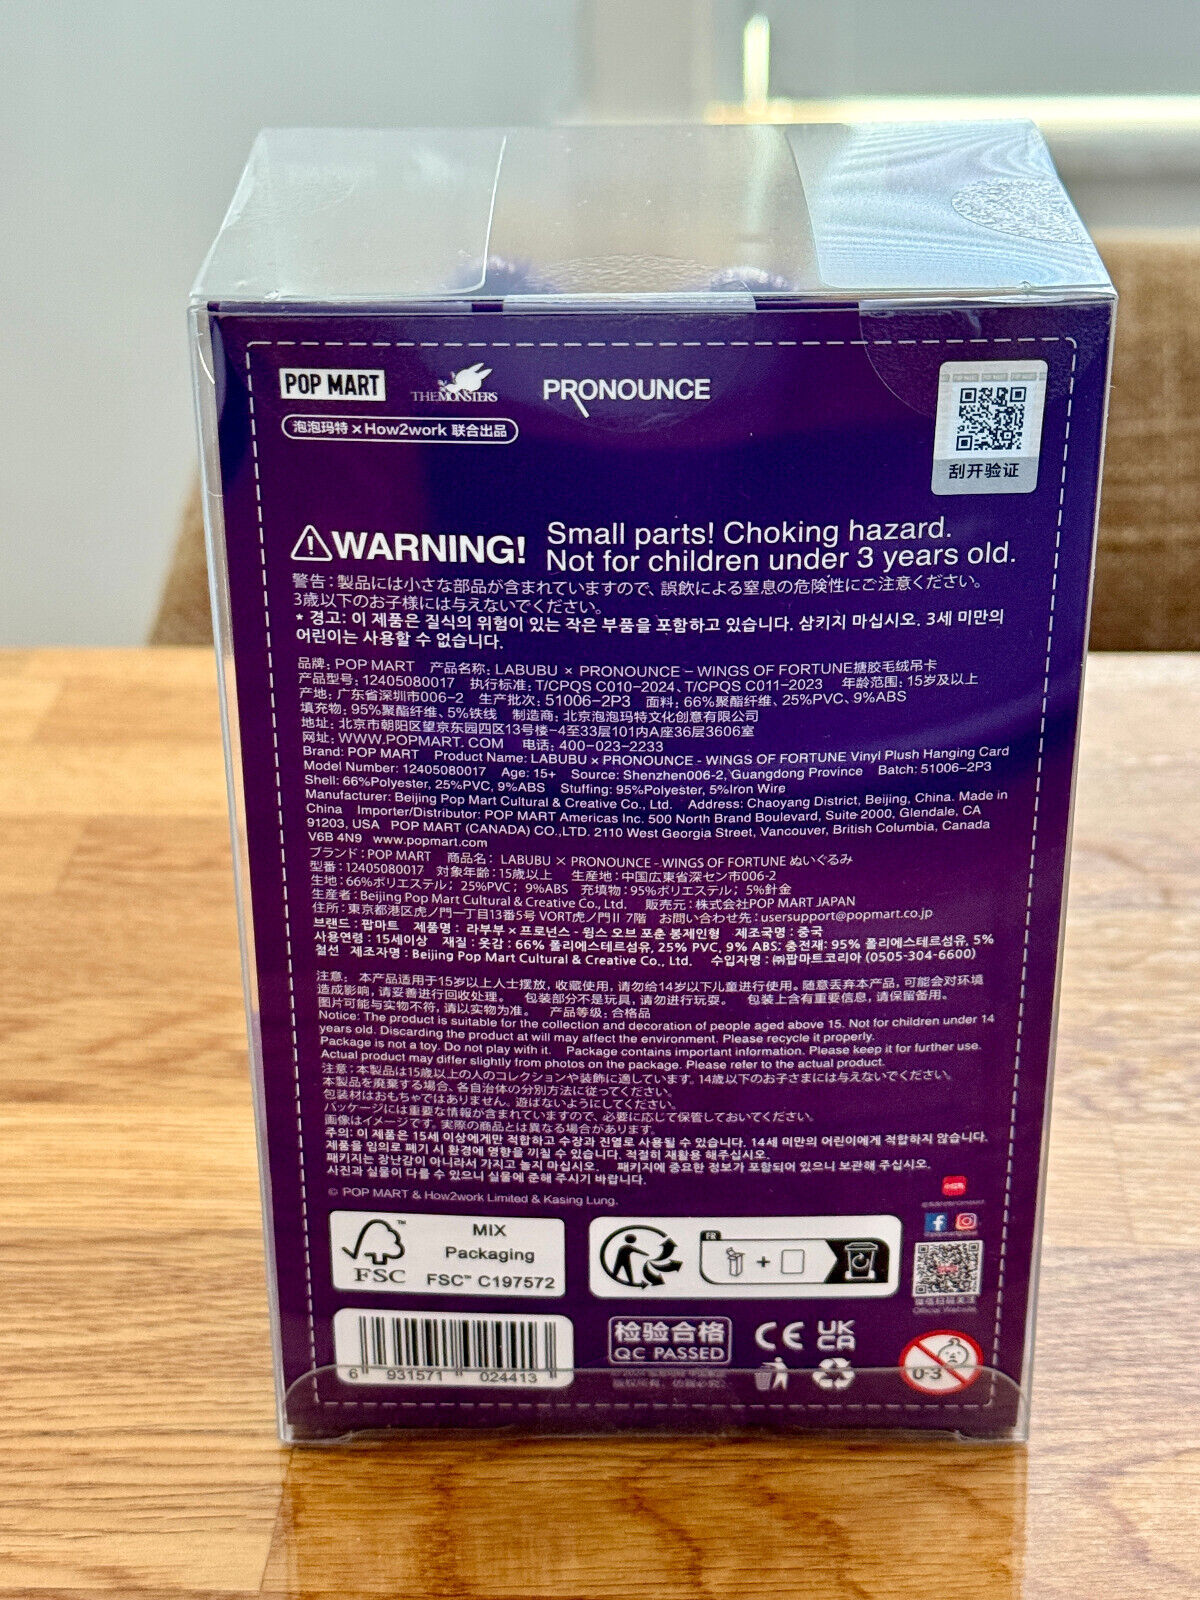 POP MART
THE MONSTERS
PRONOUNCE
泡泡玛特 × How2work 联合出品
刮开验证
WARNING! Small parts! Choking hazard.
Not for children under 3 years old.
警告：製品には小さな部品が含まれていますので、誤飲による窒息の危険性にご注意ください。
3歳以下のお子様には与えないでください。
* 경고: 이 제품은 질식의 위험이 있는 작은 부품을 포함하고 있습니다. 삼키지 마십시오. 3세 미만의
어린이는 사용할 수 없습니다.
品牌：POP MART 产品名称：LABUBU × PRONOUNCE – WINGS OF FORTUNE搪胶毛绒吊卡
产品型号：12405080017 执行标准：T/CPQS C010-2024、T/CPQS C011-2023 年龄范围：15岁及以上
产地：广东省深圳市006-2 生产批次：51006-2P3 面料：66%聚酯纤维、25%PVC、9%ABS
填充物：95%聚酯纤维、5%铁线 制造商：北京泡泡玛特文化创意有限公司
地址：北京市朝阳区望京东园四区13号楼-4至33层101内A座36层3606室
网址：WWW.POPMART.COM 电话：400-023-2233
Brand: POP MART Product Name: LABUBU × PRONOUNCE - WINGS OF FORTUNE Vinyl Plush Hanging Card
Model Number: 12405080017 Age: 15+ Source: Shenzhen006-2, Guangdong Province Batch: 51006-2P3
Shell: 66%Polyester, 25%PVC, 9%ABS Stuffing: 95%Polyester, 5%Iron Wire
Manufacturer: Beijing Pop Mart Cultural & Creative Co., Ltd. Address: Chaoyang District, Beijing, China. Made in
China Importer/Distributor: POP MART Americas Inc. 500 North Brand Boulevard, Suite 2000, Glendale, CA
91203, USA POP MART (CANADA) CO.,LTD. 2110 West Georgia Street, Vancouver, British Columbia, Canada
V6B 4N9 www.popmart.com
ブランド：POP MART 商品名：LABUBU × PRONOUNCE - WINGS OF FORTUNE ぬいぐるみ
型番：12405080017 対象年齢：15歳以上 生産地：中国広東省深セン市006-2
生地：66%ポリエステル；25%PVC；9%ABS 充填物：95%ポリエステル；5%針金
生産者：Beijing Pop Mart Cultural & Creative Co., Ltd. 販売元：株式会社POP MART JAPAN
住所：東京都港区虎ノ門一丁目13番5号 VORT虎ノ門II 7階 お問い合わせ先：usersupport@popmart.co.jp
브랜드 : 팝마트 제품명 : 라부부 × 프로넌스 - 윙스 오브 포춘 봉제인형 제조국명 : 중국
사용연령 : 15세이상 재질 : 옷감 : 66% 폴리에스테르섬유, 25% PVC, 9% ABS: 충전재: 95% 폴리에스테르섬유, 5%
철선 제조자명 : Beijing Pop Mart Cultural & Creative Co., Ltd. 수입자명 : ㈜팝마트코리아 (0505-304-6600)
注意：本产品适用于15岁以上人士摆放，收藏使用，请勿给14岁以下儿童进行使用。随意丢弃本产品，可能会对环境
造成影响，请妥善进行回收处理。 包装部分不是玩具，请勿进行玩耍。 包装上含有重要信息，请保留备用。
图片可能与实物不符，请以实物为准。 产品等级：合格品
Notice: The product is suitable for the collection and decoration of people aged above 15. Not for children under 14
years old. Discarding the product at will may affect the environment. Please recycle it properly.
Package is not a toy. Do not play with it. Package contains important information. Please keep it for further use.
Actual product may differ slightly from photos on the package. Please refer to the actual product.
注意：本製品は15歳以上の人のコレクションや装飾に適しています。14歳以下のお子さまには与えないでください。
本製品を廃棄する場合、各自治体の分別方法に従ってください。
包装材はおもちゃではありません。遊ばないようにしてください。
パッケージには重要な情報が含まれていますので、必要に応じて保管しておいてください。
画像はイメージです。実際の商品とは異なる場合があります。
주의: 이 제품은 15세 이상에게만 적합하고 수장과 진열로 사용될 수 있습니다. 14세 미만의 어린이에게 적합하지 않습니다.
제품을 임의로 폐기 시 환경에 영향을 끼칠 수 있습니다. 적절히 재활용 해주십시오.
패키지는 장난감이 아니라서 가지고 놀지 마십시오. 패키지에 중요한 정보가 포함되어 있으니 보관해 주십시오.
사진과 실물이 다를 수 있으니 실물에 준해 주시기 바랍니다.
© POP MART & How2work Limited & Kasing Lung.
FSC™
MIX
Packaging
FSC™ C197572
FR
+
Official Website
6 931571 024413
检验合格
QC PASSED
CE
UK
CA
0-3